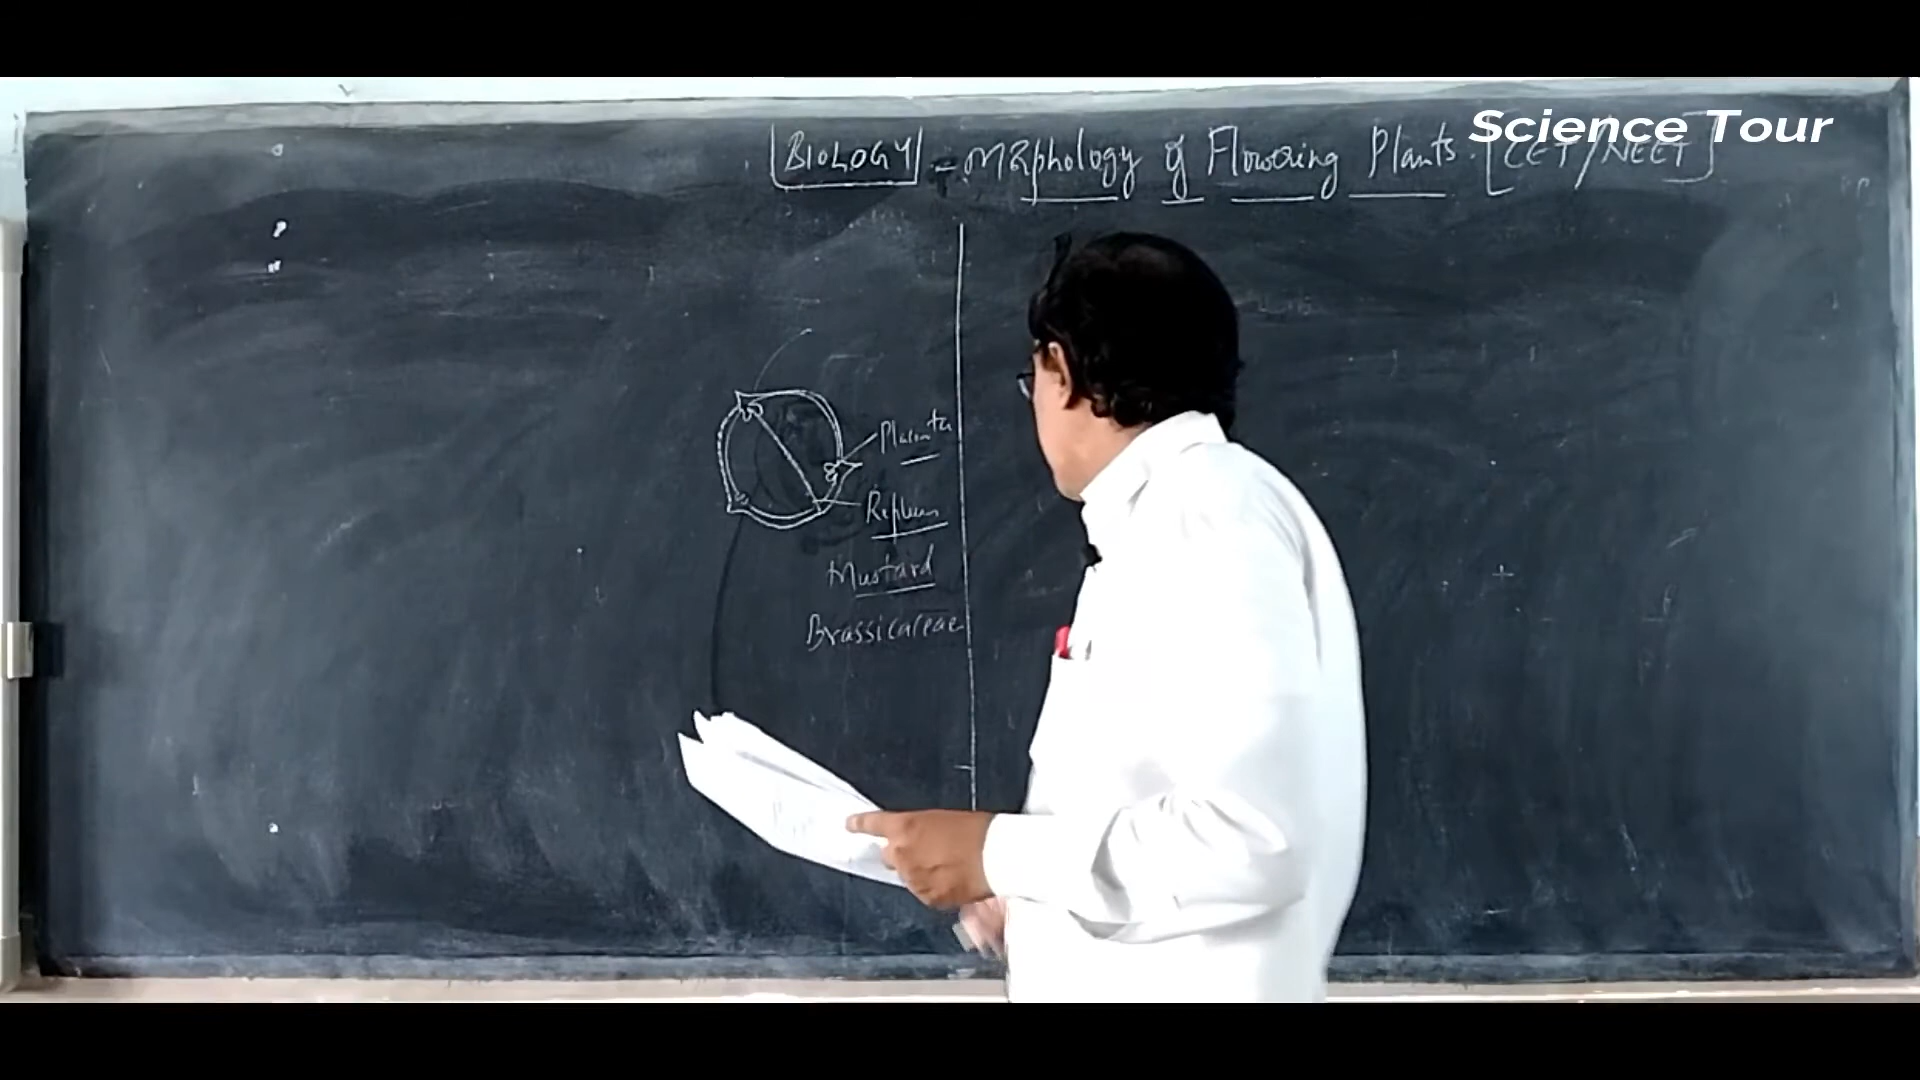 Science Tour
BIOLOGY - Morphology of Flowering Plants. [CET/NEET]
Placenta
Replum
Mustard
Brassicaceae